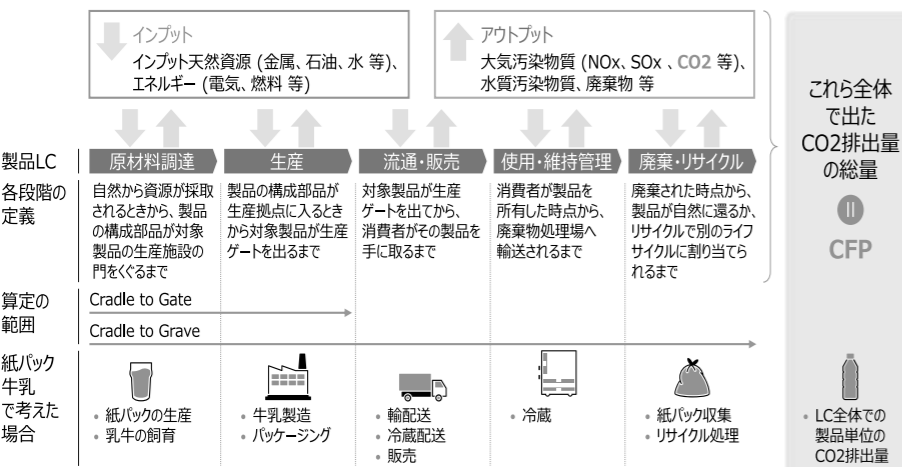 インプット
インプット天然資源 (金属、石油、水 等)、
エネルギー (電気、燃料 等)
アウトプット
大気汚染物質 (NOx、SOx 、CO2 等)、
水質汚染物質、廃棄物 等
製品LC
原材料調達
生産
流通・販売
使用・維持管理
廃棄・リサイクル
各段階の
定義
自然から資源が採取
されるときから、製品
の構成部品が対象
製品の生産施設の
門をくぐるまで
製品の構成部品が
生産拠点に入るとき
から対象製品が生産
ゲートを出るまで
対象製品が生産
ゲートを出てから、
消費者がその製品を
手に取るまで
消費者が製品を
所有した時点から、
廃棄物処理場へ
輸送されるまで
廃棄された時点から、
製品が自然に還るか、
リサイクルで別のライフ
サイクルに割り当てら
れるまで
算定の
範囲
Cradle to Gate
Cradle to Grave
紙パック
牛乳
で考えた
場合
• 紙パックの生産
• 乳牛の飼育
• 牛乳製造
• パッケージング
• 輸配送
• 冷蔵配送
• 販売
• 冷蔵
• 紙パック収集
• リサイクル処理
これら全体
で出た
CO2排出量
の総量
=
CFP
• LC全体での
製品単位の
CO2排出量